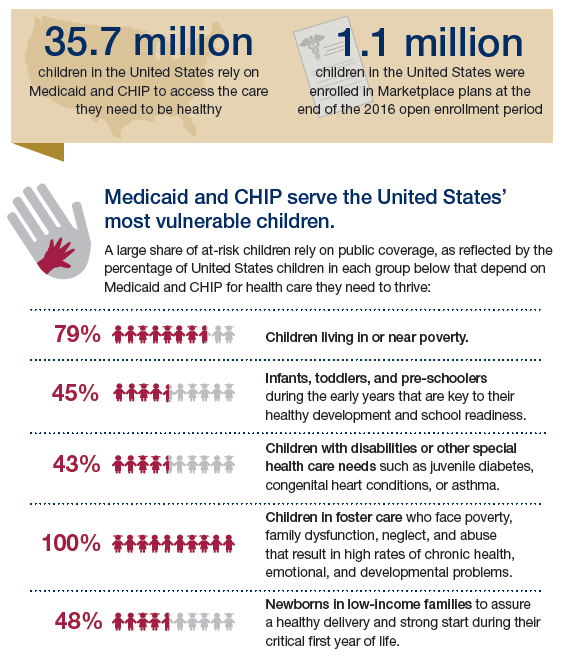 35.7 million
children in the United States rely on
Medicaid and CHIP to access the care
they need to be healthy
1.1 million
children in the United States were
enrolled in Marketplace plans at the
end of the 2016 open enrollment period
Medicaid and CHIP serve the United States’
most vulnerable children.
A large share of at-risk children rely on public coverage, as reflected by the
percentage of United States children in each group below that depend on
Medicaid and CHIP for health care they need to thrive:
79%
Children living in or near poverty.
45%
Infants, toddlers, and pre-schoolers
during the early years that are key to their
healthy development and school readiness.
43%
Children with disabilities or other special
health care needs such as juvenile diabetes,
congenital heart conditions, or asthma.
100%
Children in foster care who face poverty,
family dysfunction, neglect, and abuse
that result in high rates of chronic health,
emotional, and developmental problems.
48%
Newborns in low-income families to assure
a healthy delivery and strong start during their
critical first year of life.